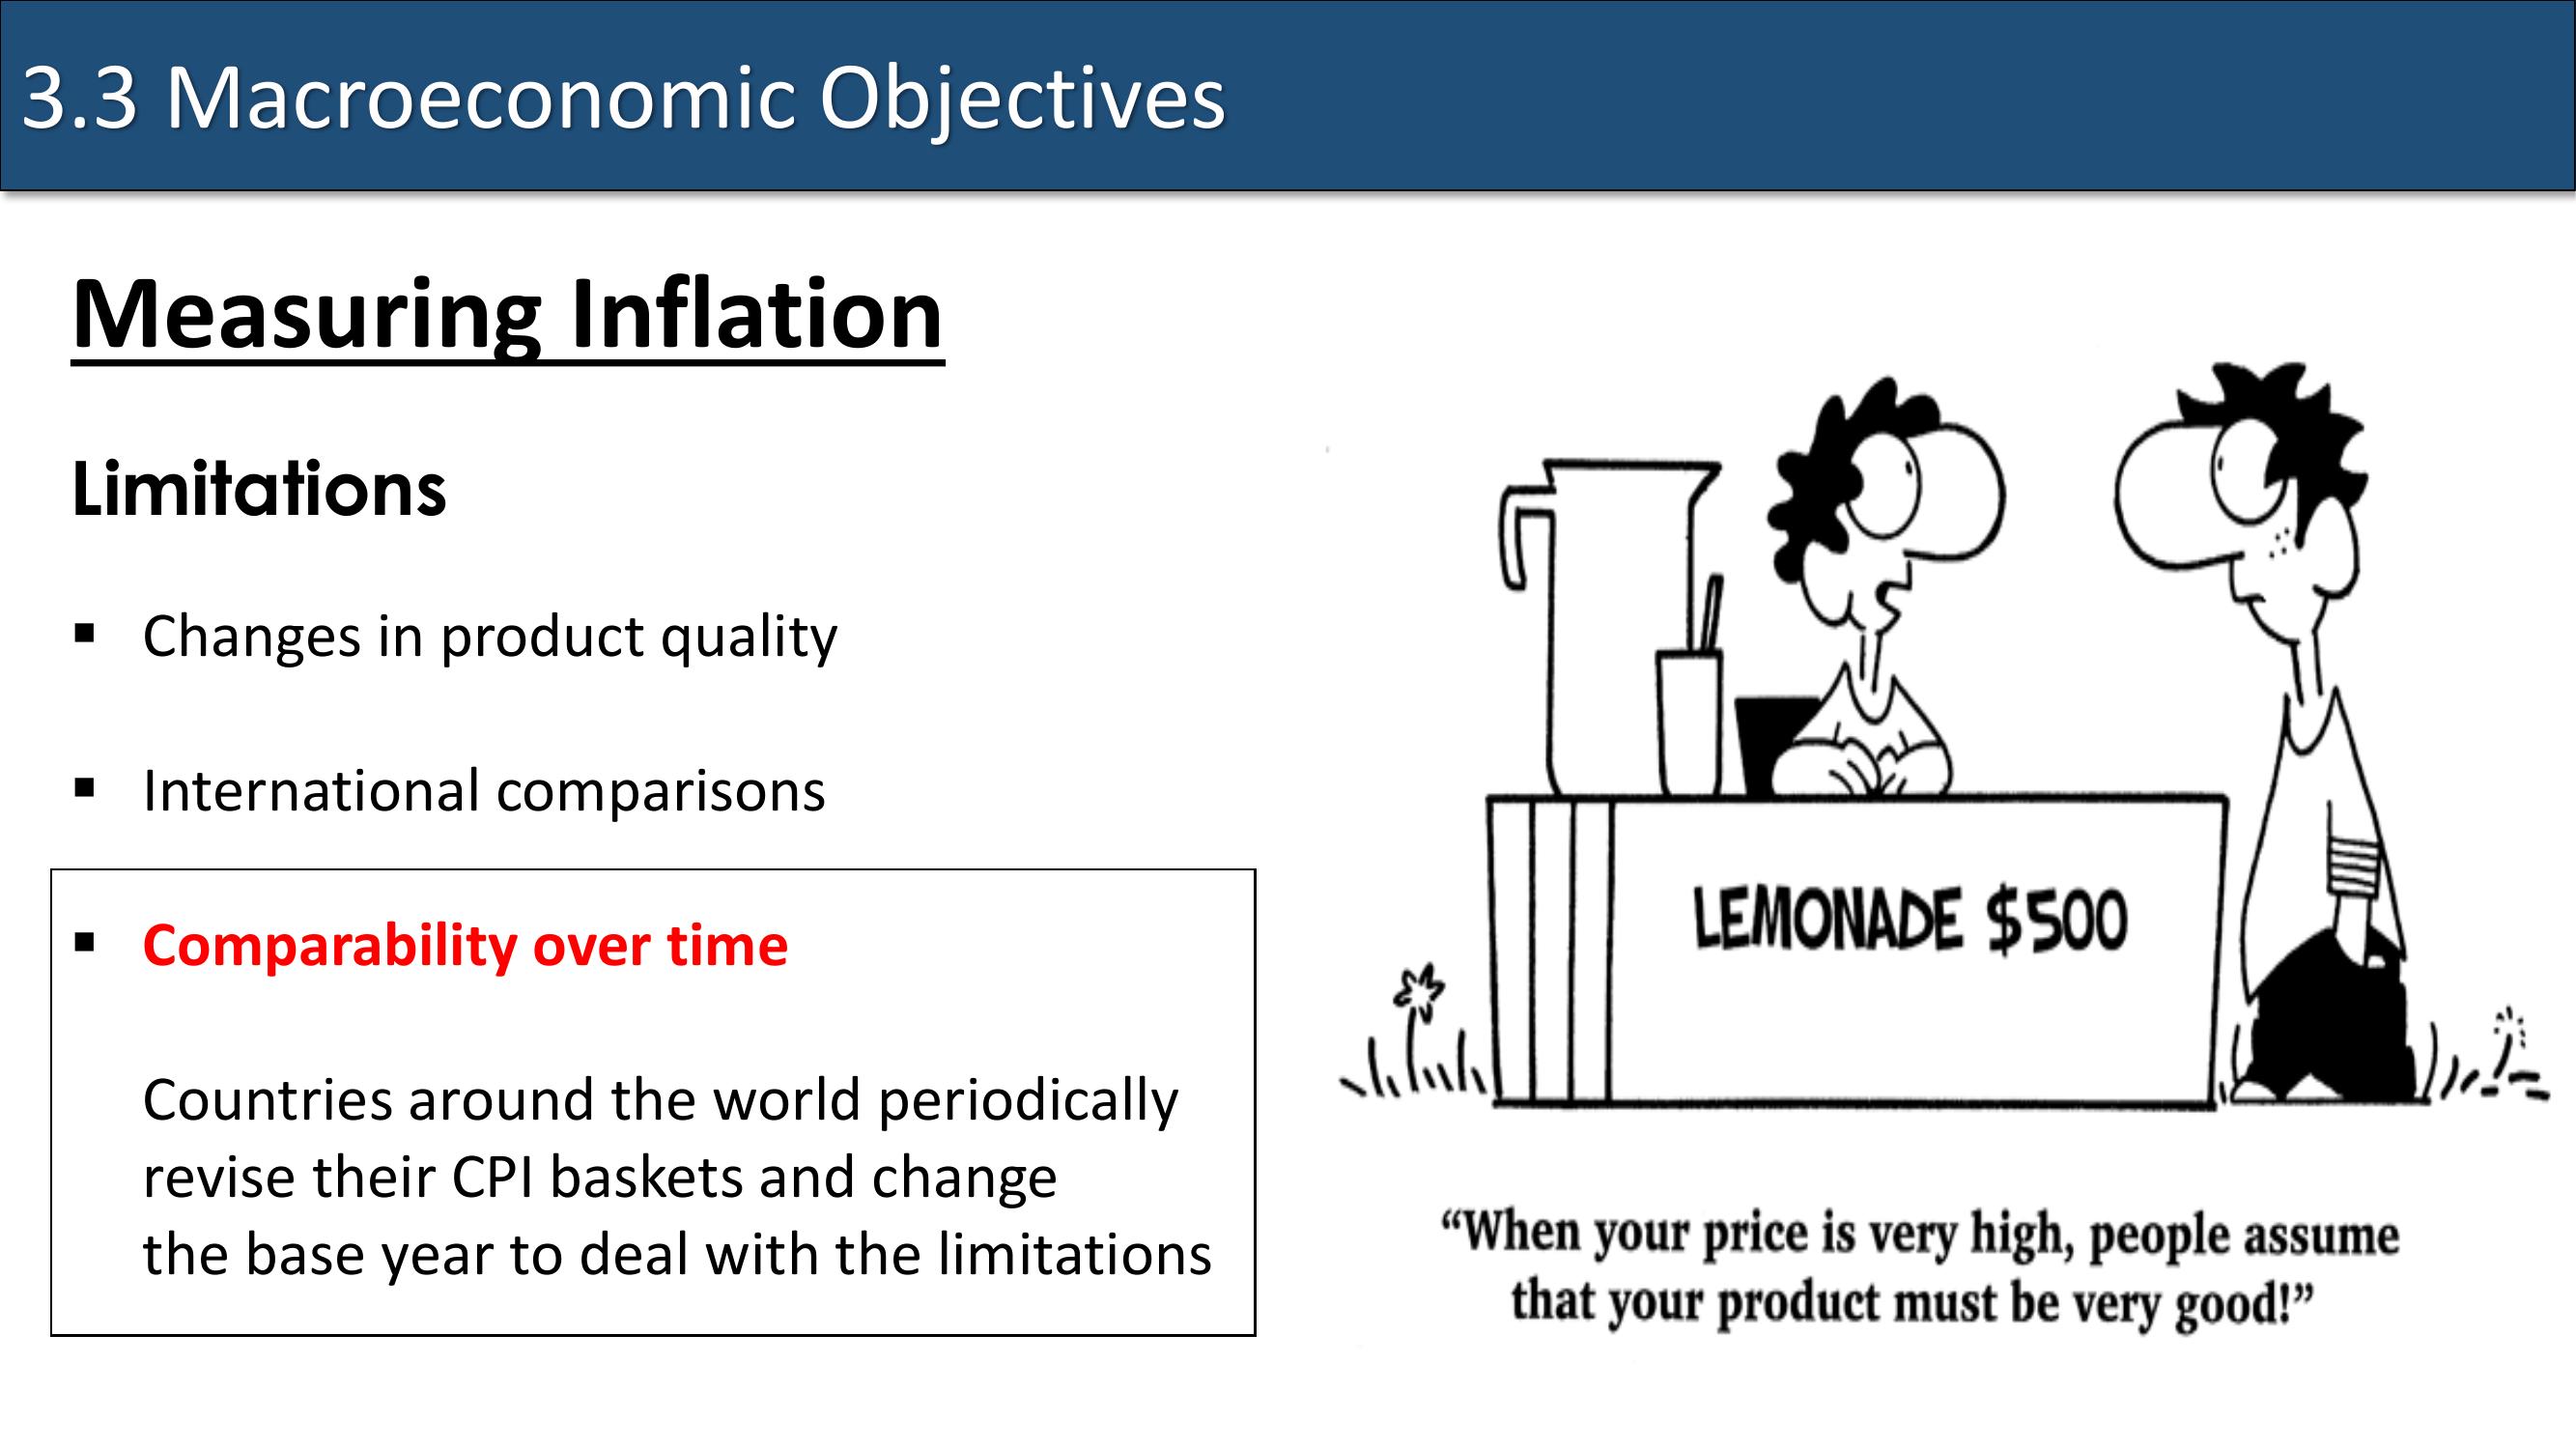 3.3 Macroeconomic Objectives
Measuring Inflation
Limitations
▪ Changes in product quality
▪ International comparisons
▪ Comparability over time
Countries around the world periodically
revise their CPI baskets and change
the base year to deal with the limitations
LEMONADE $500
“When your price is very high, people assume
that your product must be very good!”